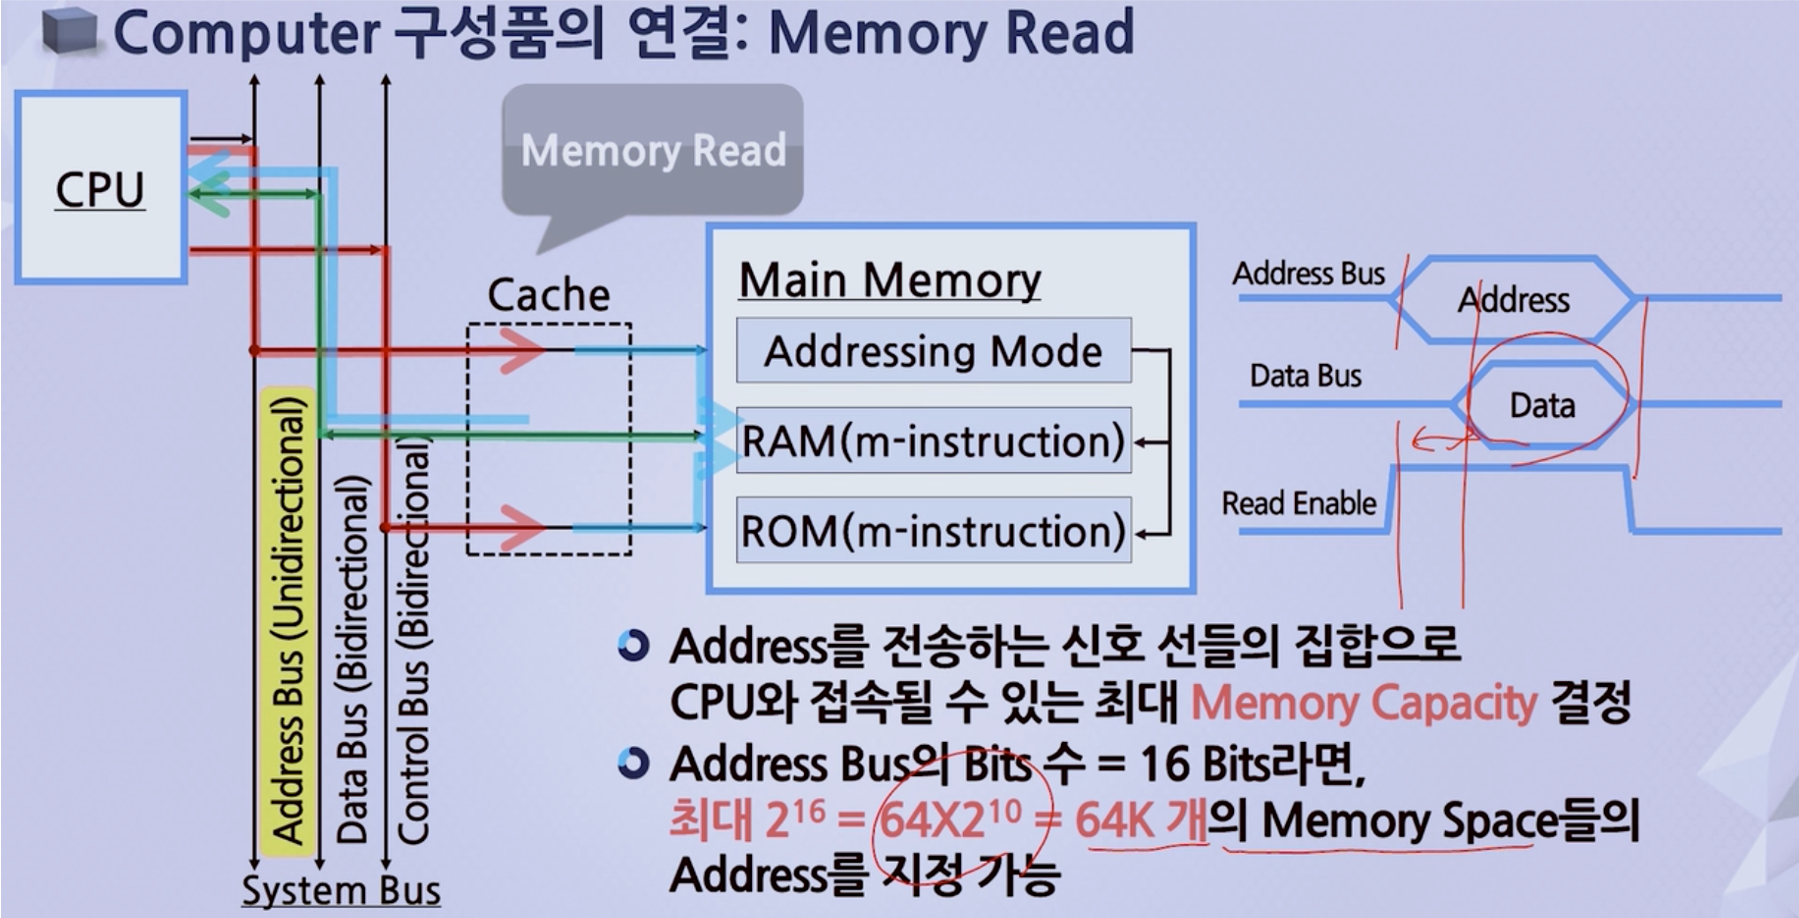 Computer 구성품의 연결: Memory Read
CPU
Memory Read
Cache
Main Memory
Addressing Mode
RAM(m-instruction)
ROM(m-instruction)
Address Bus
Address
Data Bus
Data
Read Enable
Address Bus (Unidirectional)
Data Bus (Bidirectional)
Control Bus (Bidirectional)
System Bus
Address를 전송하는 신호 선들의 집합으로
CPU와 접속될 수 있는 최대 Memory Capacity 결정
Address Bus의 Bits 수 = 16 Bits라면,
최대 2¹⁶ = 64X2¹⁰ = 64K 개의 Memory Space들의
Address를 지정 가능